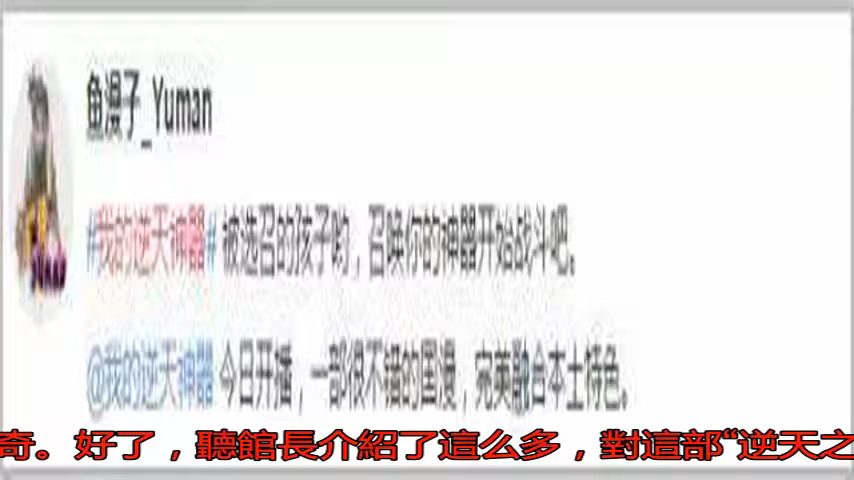 鱼漫子_Yuman
#我的逆天神器# 被选召的孩子哟，召唤你的神器开始战斗吧。
@我的逆天神器 今日开播，一部很不错的国漫，完美融合本土特色。
奇。好了，聽館長介紹了這么多，對這部“逆天之